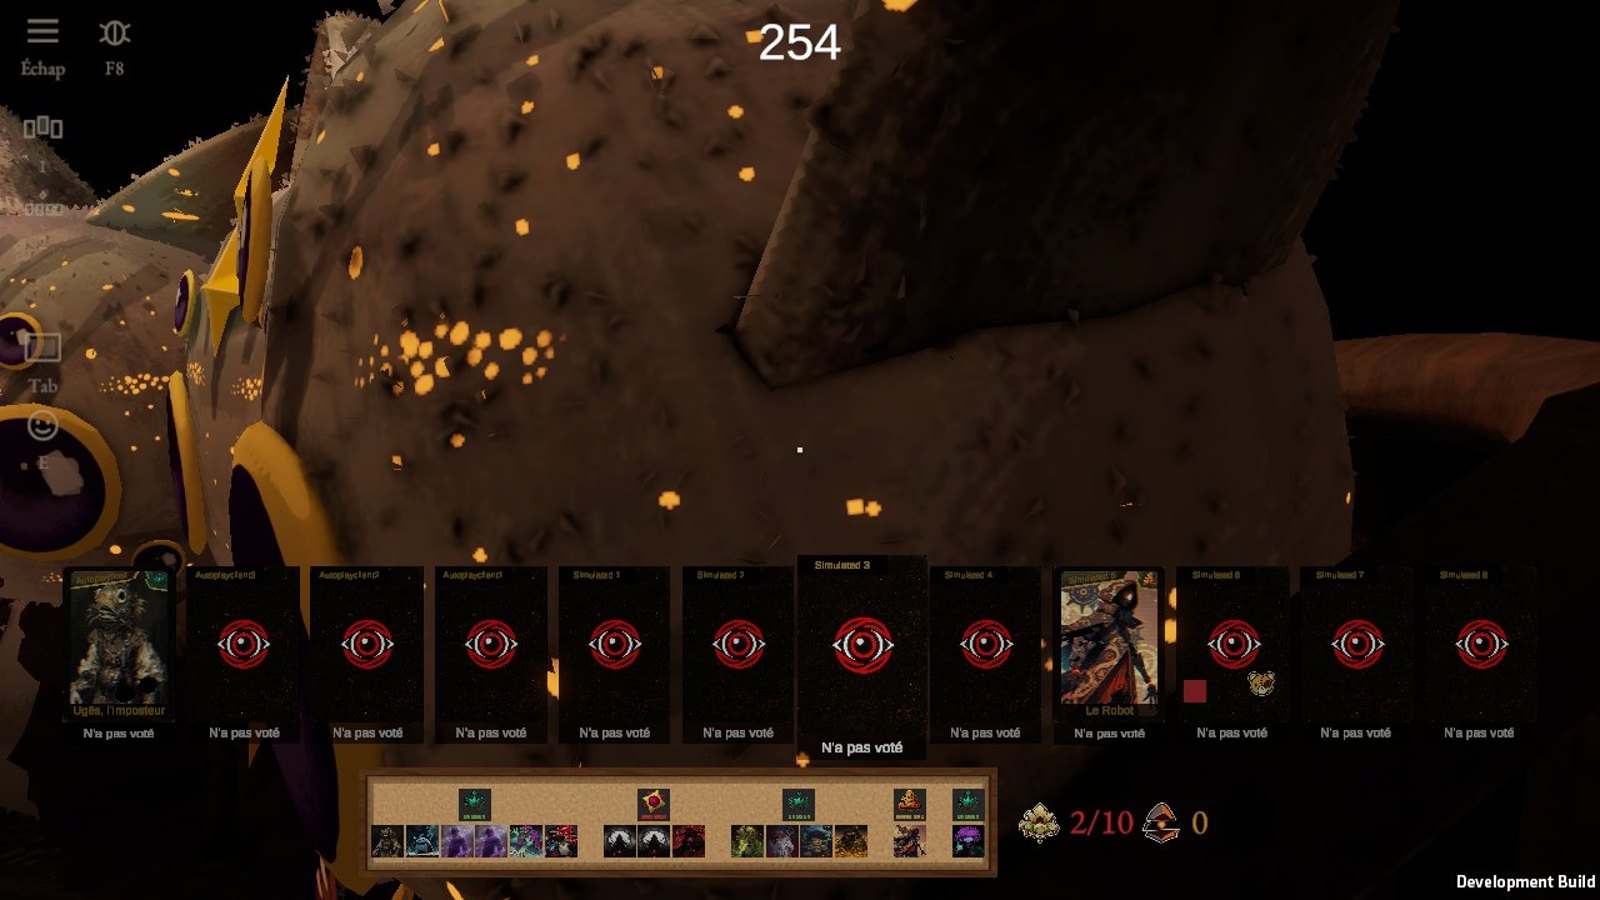 254
Échap
F8
Tab
E
Autoplayclient3
Autoplayclient2
Autoplayclient1
Simulated 1
Simulated 2
Simulated 3
Simulated 4
Simulated 5
Simulated 6
Simulated 7
Simulated 8
Ugès, l'imposteur
Le Robot
N'a pas voté
N'a pas voté
N'a pas voté
N'a pas voté
N'a pas voté
N'a pas voté
N'a pas voté
N'a pas voté
N'a pas voté
N'a pas voté
N'a pas voté
N'a pas voté
2/10
0
Development Build